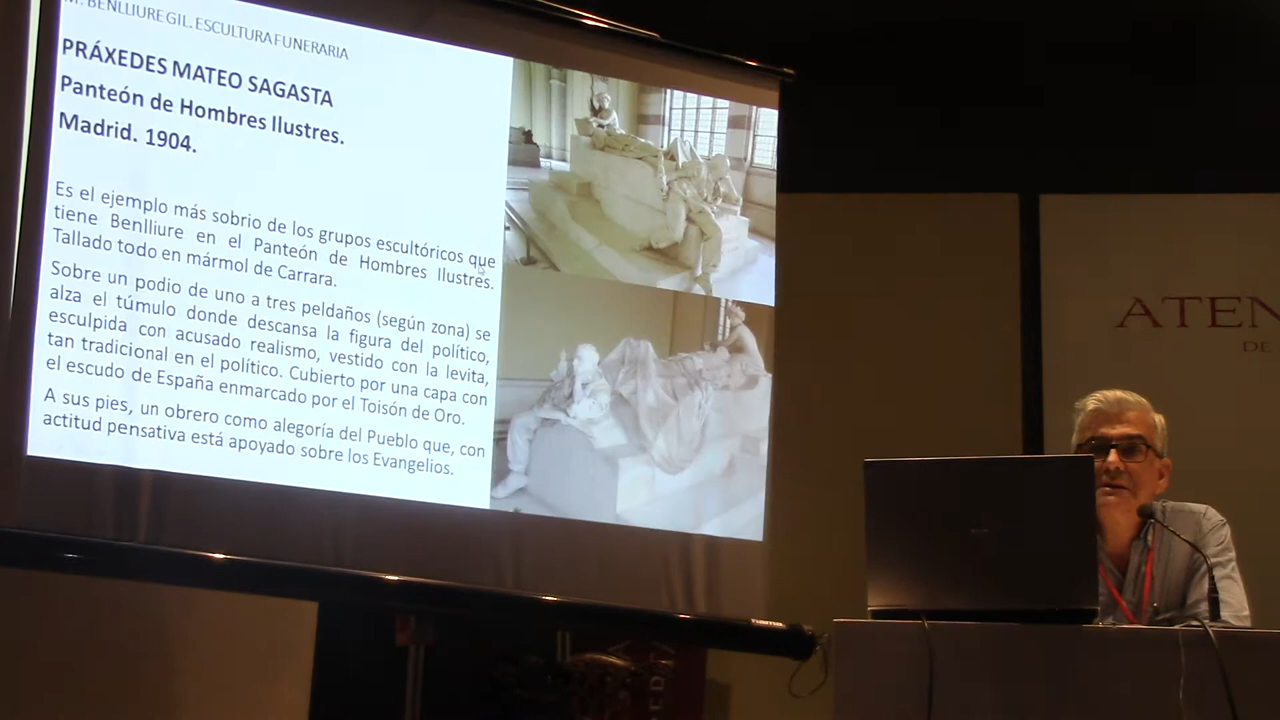 M. BENLLIURE GIL. ESCULTURA FUNERARIA
PRÁXEDES MATEO SAGASTA
Panteón de Hombres Ilustres.
Madrid. 1904.
Es el ejemplo más sobrio de los grupos escultóricos que
tiene Benlliure en el Panteón de Hombres Ilustres.
Tallado todo en mármol de Carrara.
Sobre un podio de uno a tres peldaños (según zona) se
alza el túmulo donde descansa la figura del político,
esculpida con acusado realismo, vestido con la levita,
tan tradicional en el político. Cubierto por una capa con
el escudo de España enmarcado por el Toisón de Oro.
A sus pies, un obrero como alegoría del Pueblo que, con
actitud pensativa está apoyado sobre los Evangelios.
ATEN
DE